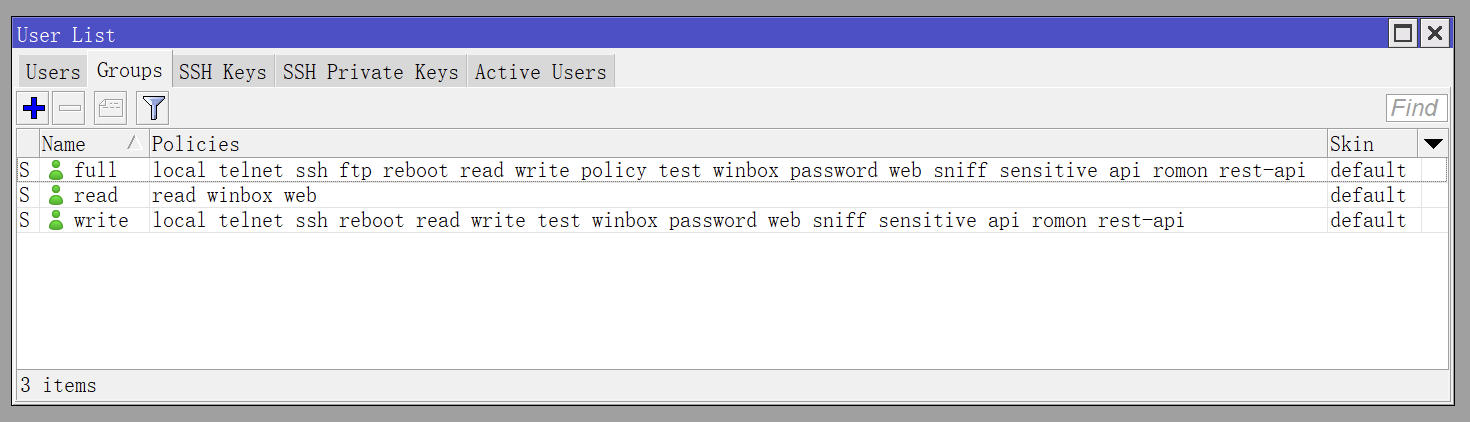 User List
Users Groups SSH Keys SSH Private Keys Active Users
Find
Name Policies Skin
S full local telnet ssh ftp reboot read write policy test winbox password web sniff sensitive api romon rest-api default
S read read winbox web default
S write local telnet ssh reboot read write test winbox password web sniff sensitive api romon rest-api default
3 items